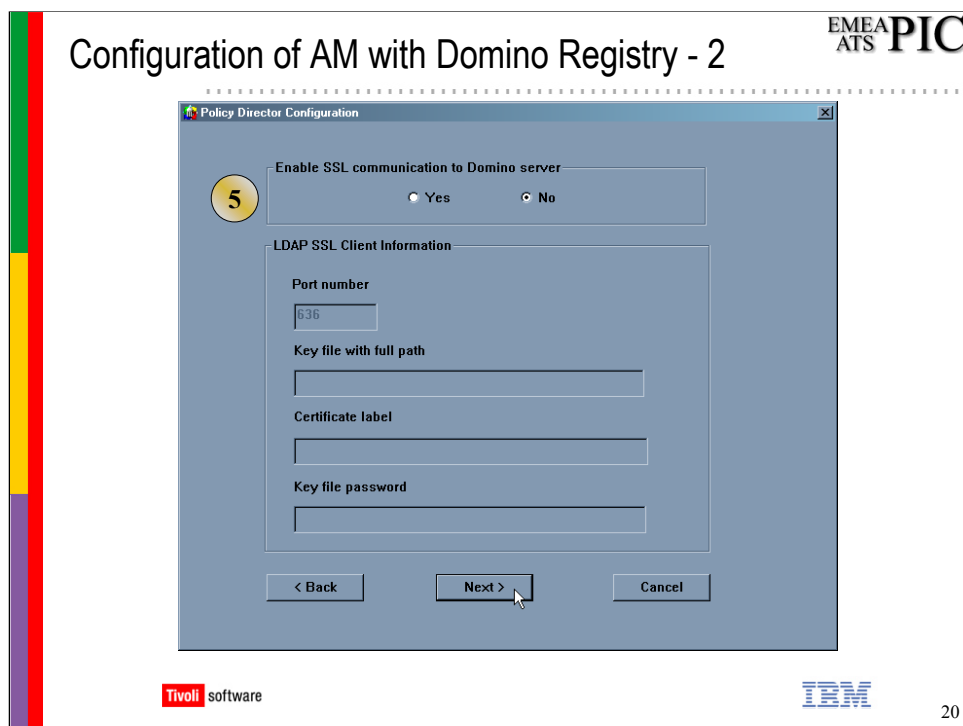 EMEA
ATS PIC
Configuration of AM with Domino Registry - 2
Policy Director Configuration
Enable SSL communication to Domino server
5
Yes No
LDAP SSL Client Information
Port number
636
Key file with full path
Certificate label
Key file password
< Back Next > Cancel
Tivoli software
IBM
20